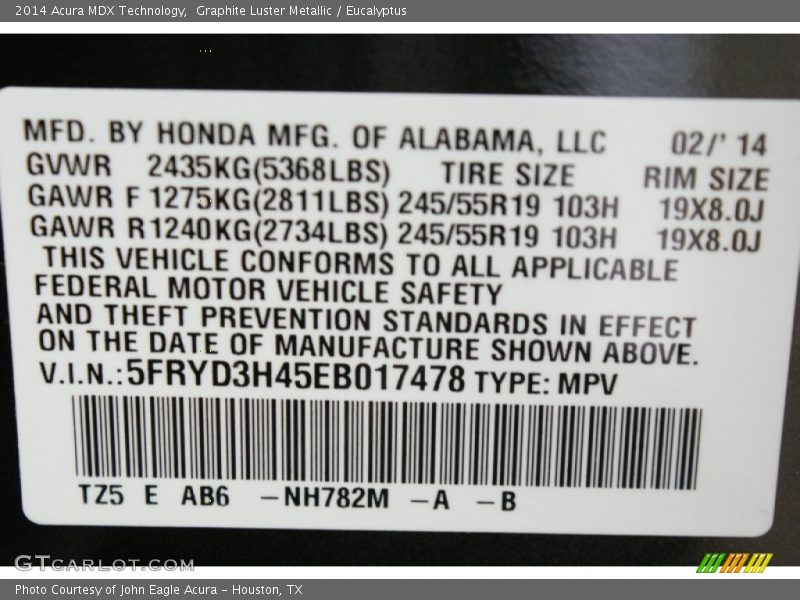 2014 Acura MDX Technology,  Graphite Luster Metallic / Eucalyptus
MFD. BY HONDA MFG. OF ALABAMA, LLC 02/' 14
GVWR 2435KG(5368LBS) TIRE SIZE RIM SIZE
GAWR F 1275KG(2811LBS) 245/55R19 103H 19X8.0J
GAWR R1240KG(2734LBS) 245/55R19 103H 19X8.0J
THIS VEHICLE CONFORMS TO ALL APPLICABLE
FEDERAL MOTOR VEHICLE SAFETY
AND THEFT PREVENTION STANDARDS IN EFFECT
ON THE DATE OF MANUFACTURE SHOWN ABOVE.
V.I.N.:5FRYD3H45EB017478 TYPE: MPV
TZ5 E AB6 –NH782M –A –B
GTCARLOT.COM
Photo Courtesy of John Eagle Acura - Houston, TX